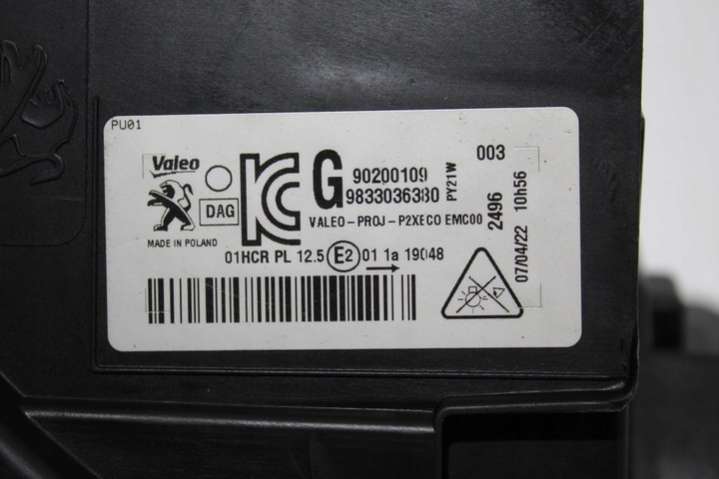 PU01
Valeo
DAG
MADE IN POLAND
KC
G
90200109
9833036380
PY21W
003
VALEO-PROJ-P2XECO EMC00
01HCR PL 12.5 E2 01 1a 19048
2496
07/04/22 10h56